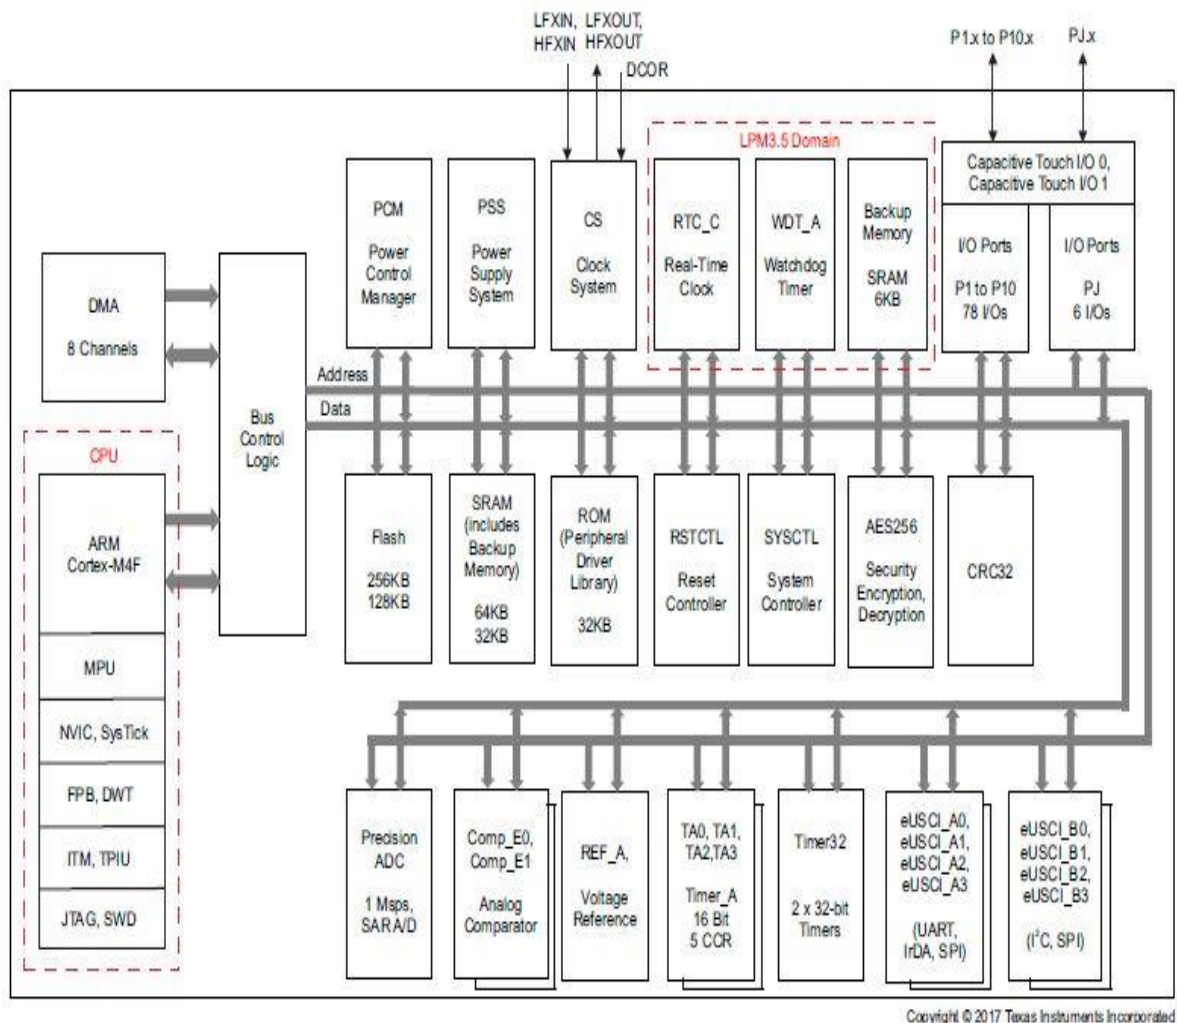 LFXIN, LFXOUT,
HFXIN HFXOUT
DCOR
P1.x to P10.x
PJ.x
LPM3.5 Domain
PCM
Power
Control
Manager
PSS
Power
Supply
System
CS
Clock
System
RTC_C
Real-Time
Clock
WDT_A
Watchdog
Timer
Backup
Memory
SRAM
6KB
Capacitive Touch I/O 0,
Capacitive Touch I/O 1
I/O Ports
P1 to P10
78 I/Os
I/O Ports
PJ
6 I/Os
DMA
8 Channels
Bus
Control
Logic
Address
Data
CPU
ARM
Cortex-M4F
MPU
NVIC, SysTick
FPB, DWT
ITM, TPIU
JTAG, SWD
Flash
256KB
128KB
SRAM
(includes
Backup
Memory)
64KB
32KB
ROM
(Peripheral
Driver
Library)
32KB
RSTCTL
Reset
Controller
SYSCTL
System
Controller
AES256
Security
Encryption,
Decryption
CRC32
Precision
ADC
1 Msps,
SAR A/D
Comp_E0,
Comp_E1
Analog
Comparator
REF_A,
Voltage
Reference
TA0, TA1,
TA2,TA3
Timer_A
16 Bit
5 CCR
Timer32
2 x 32-bit
Timers
eUSCI_A0,
eUSCI_A1,
eUSCI_A2,
eUSCI_A3
(UART,
IrDA, SPI)
eUSCI_B0,
eUSCI_B1,
eUSCI_B2,
eUSCI_B3
(I²C, SPI)
Copyright © 2017 Texas Instruments Incorporated